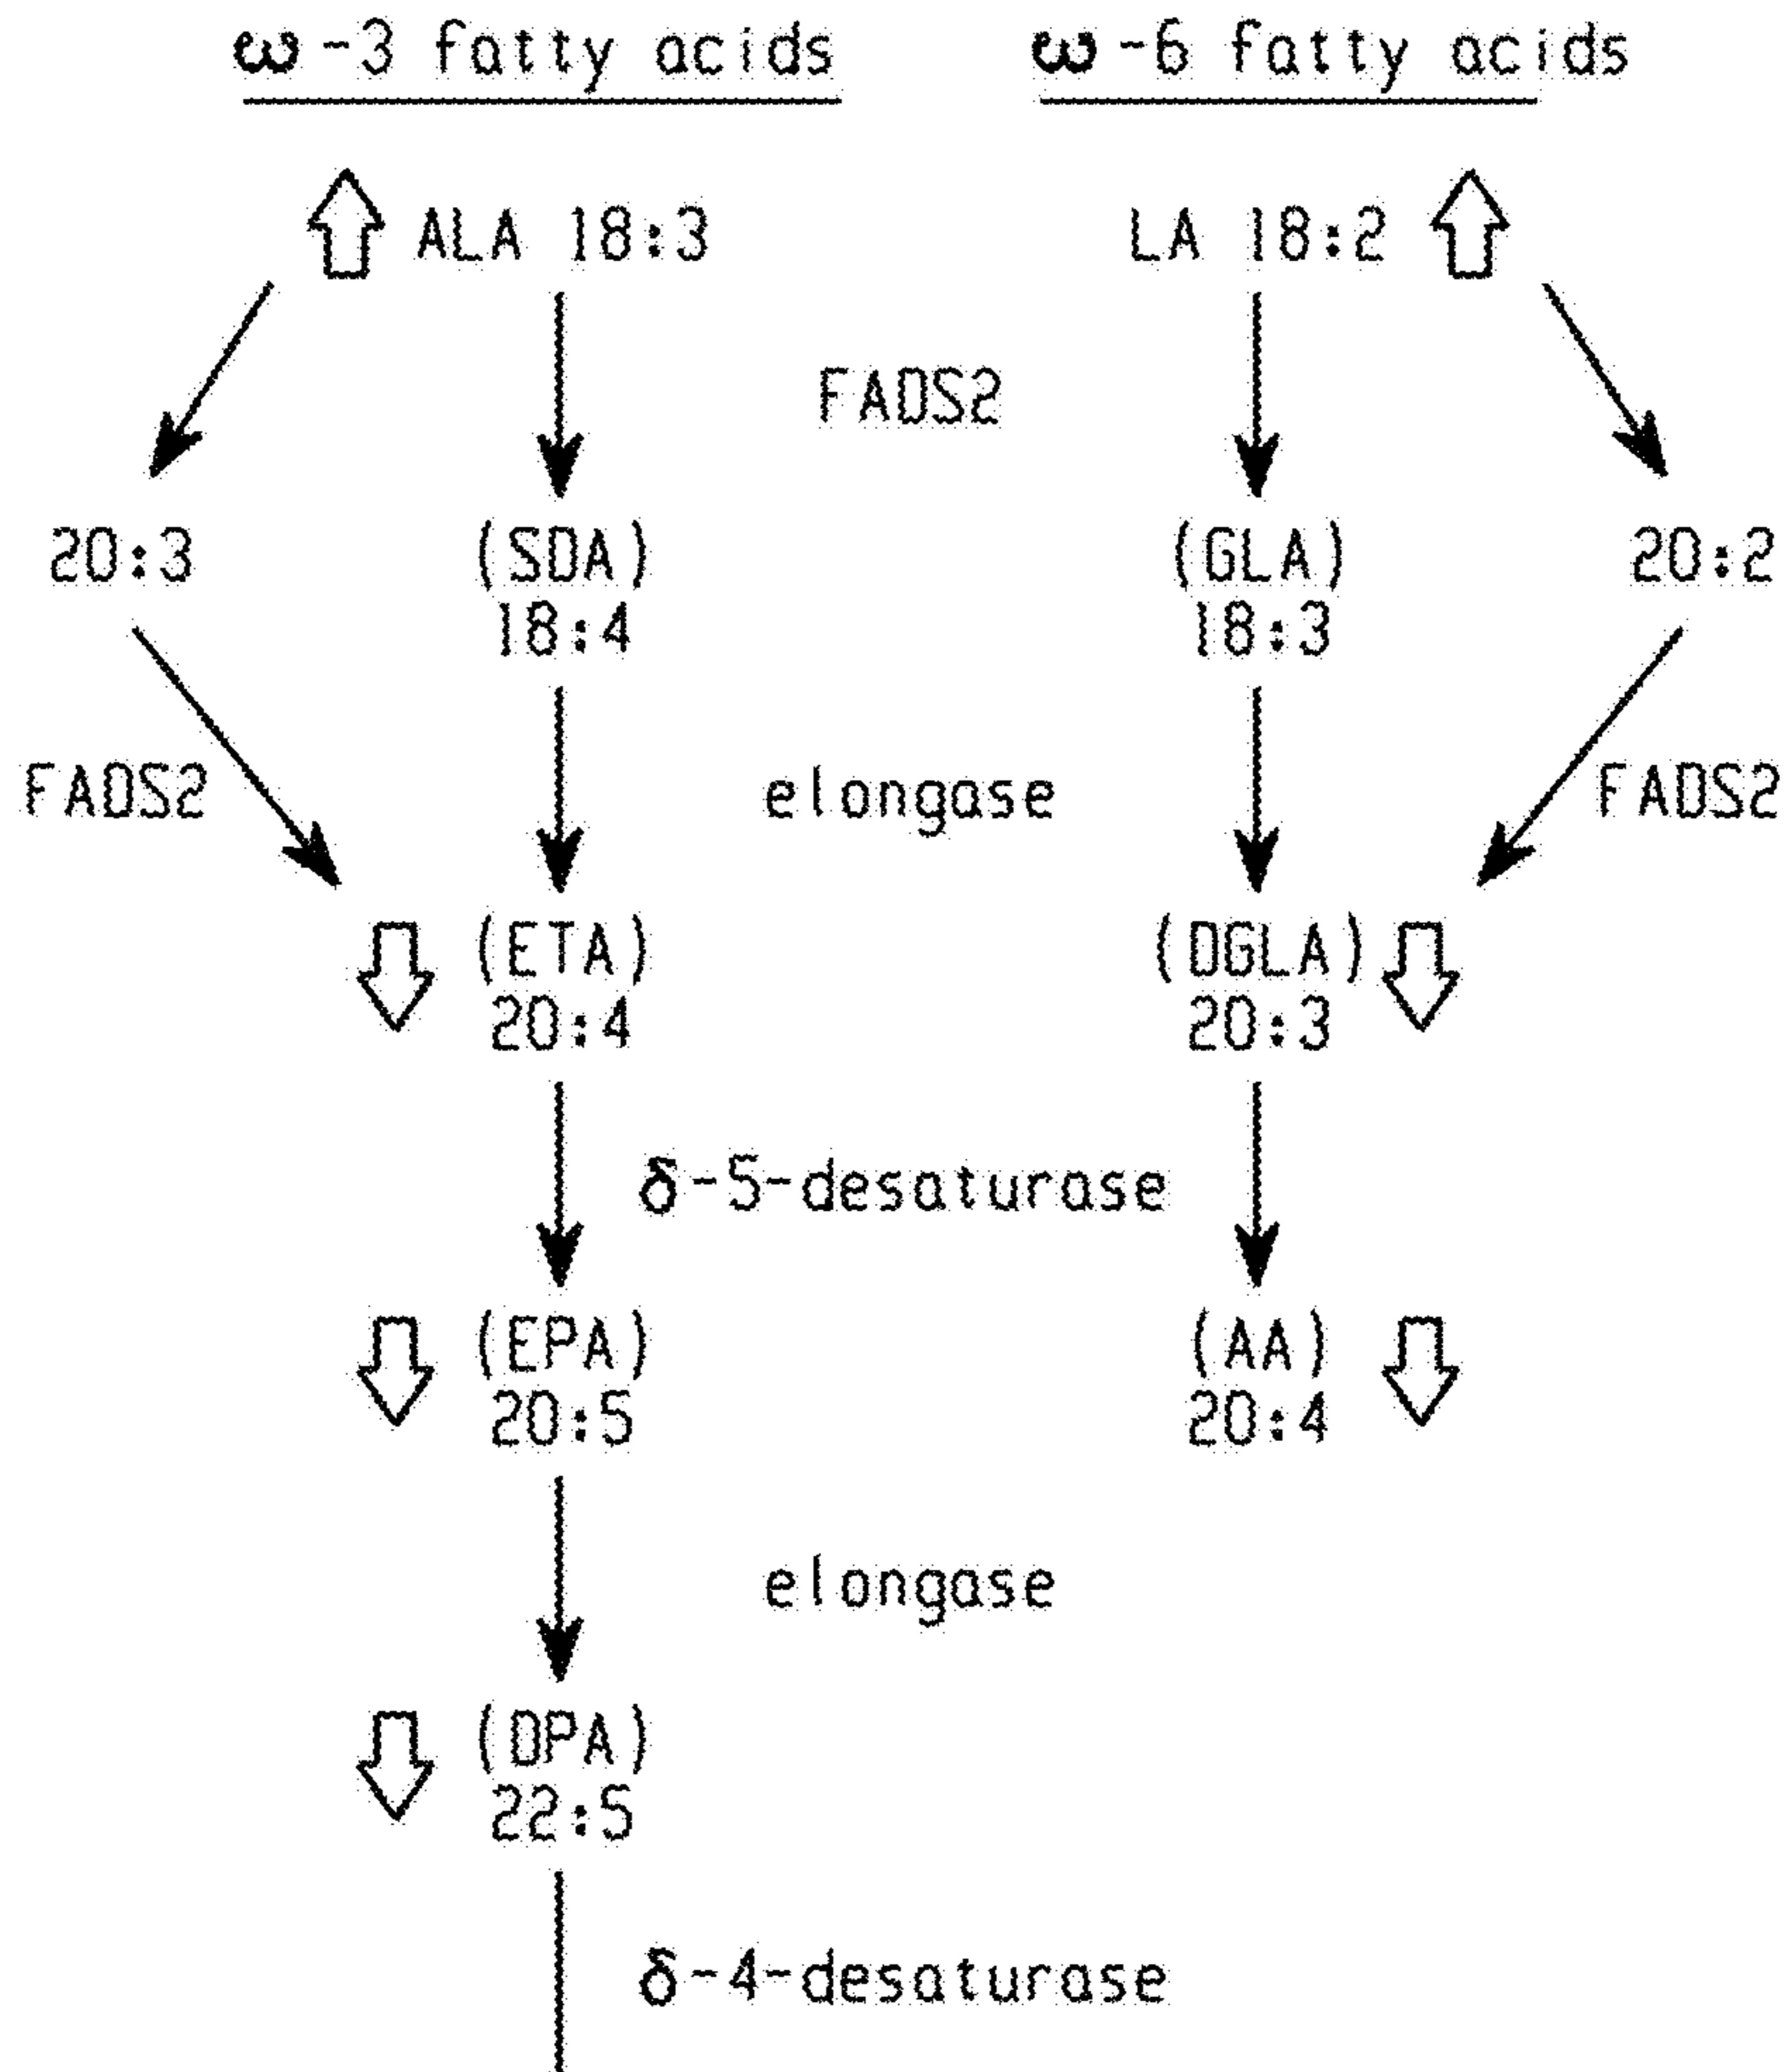 ω-3 fatty acids ω-6 fatty acids
ALA 18:3 LA 18:2
FADS2
20:3 (SDA) (GLA) 20:2
18:4 18:3
FADS2 elongase FADS2
(ETA) (DGLA)
20:4 20:3
δ-5-desaturase
(EPA) (AA)
20:5 20:4
elongase
(DPA)
22:5
δ-4-desaturase